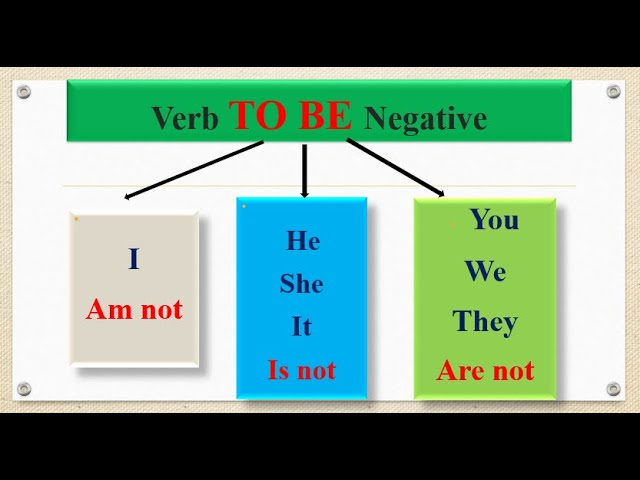 Verb TO BE Negative
I
Am not
He
She
It
Is not
You
We
They
Are not